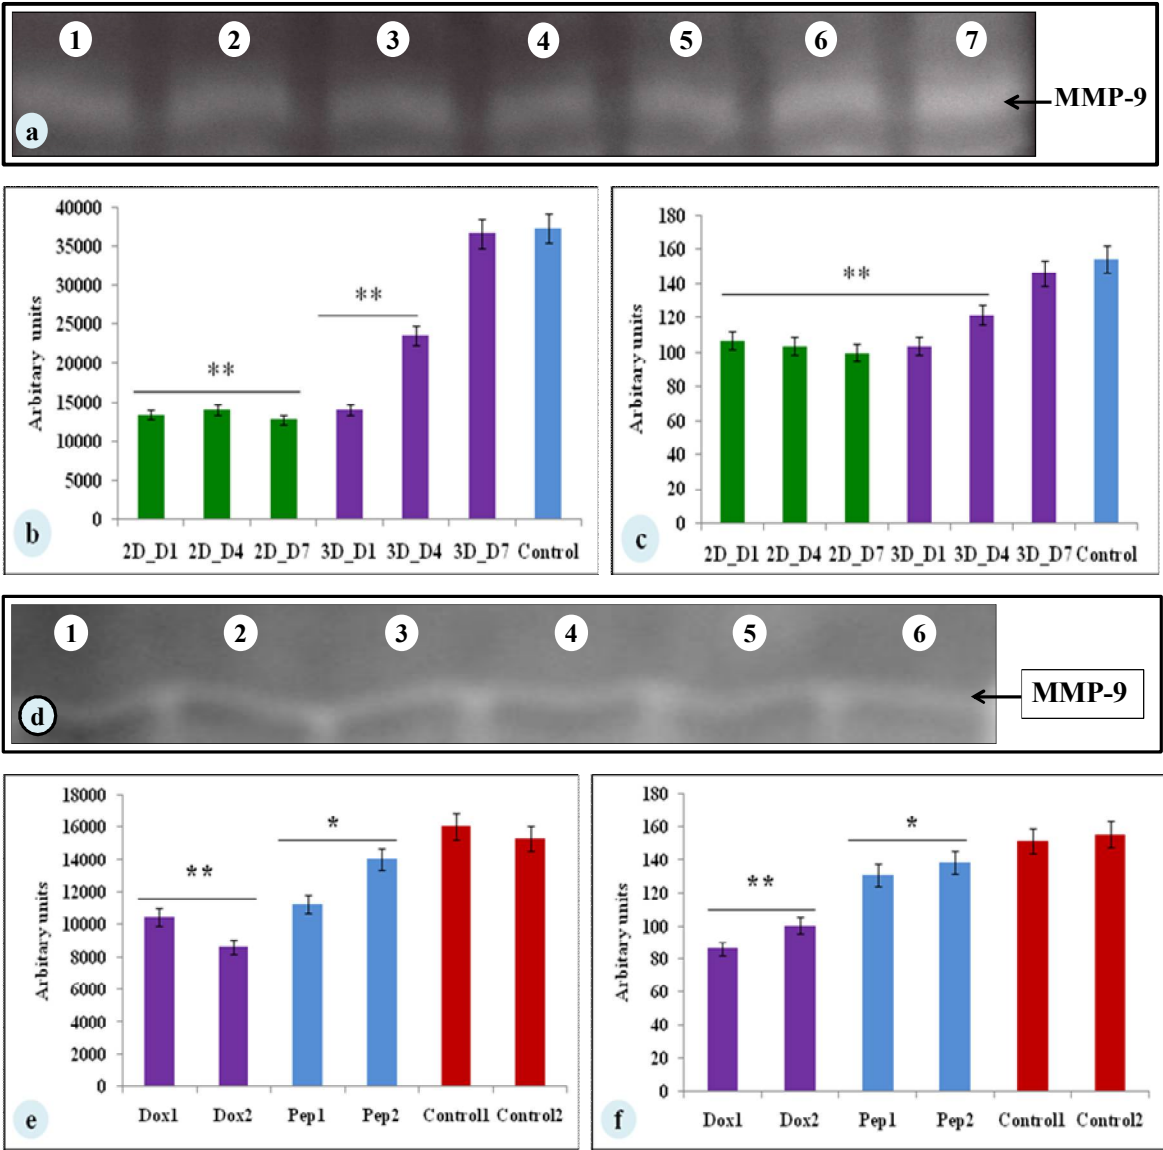 1 2 3 4 5 6 7
MMP-9
a
Arbitary units
40000
35000
30000
25000
20000
15000
10000
5000
0
**
**
2D_D1 2D_D4 2D_D7 3D_D1 3D_D4 3D_D7 Control
b
Arbitary units
180
160
140
120
100
80
60
40
20
0
**
2D_D1 2D_D4 2D_D7 3D_D1 3D_D4 3D_D7 Control
c
1 2 3 4 5 6
MMP-9
d
Arbitary units
18000
16000
14000
12000
10000
8000
6000
4000
2000
0
**
*
Dox1 Dox2 Pep1 Pep2 Control1 Control2
e
Arbitary units
180
160
140
120
100
80
60
40
20
0
**
*
Dox1 Dox2 Pep1 Pep2 Control1 Control2
f